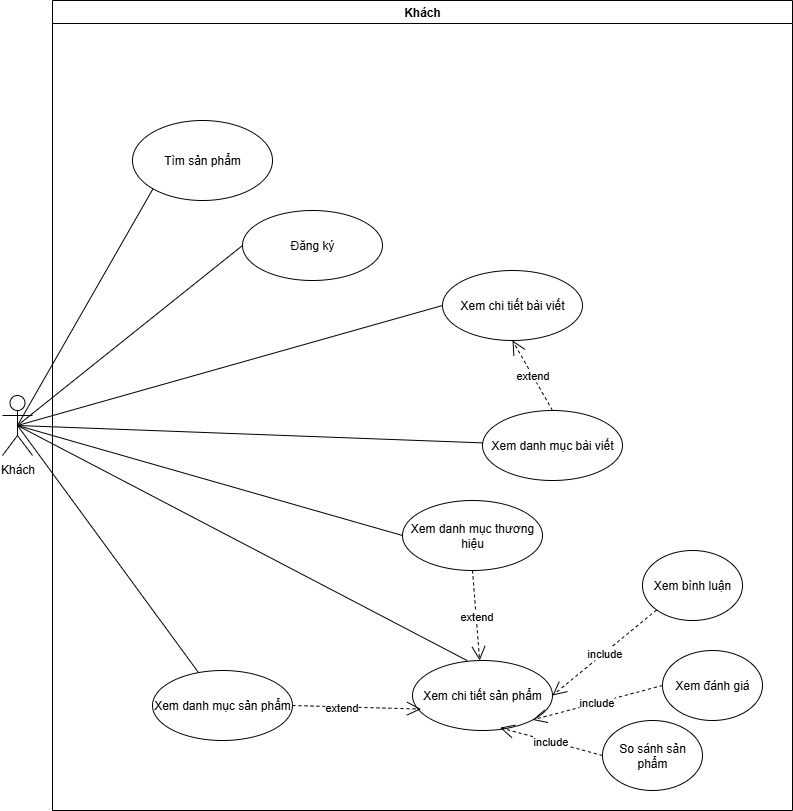 Khách
Tìm sản phẩm
Đăng ký
Xem chi tiết bài viết
extend
Xem danh mục bài viết
Khách
Xem danh mục thương
hiệu
extend
Xem bình luận
include
Xem chi tiết sản phẩm
Xem đánh giá
include
Xem danh mục sản phẩm
extend
include
So sánh sản
phẩm